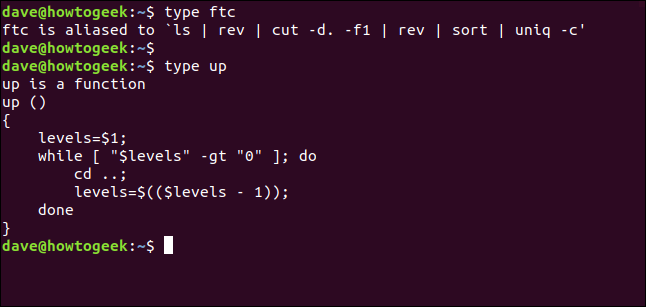 dave@howtogeek:~$ type ftc
ftc is aliased to `ls | rev | cut -d. -f1 | rev | sort | uniq -c'
dave@howtogeek:~$
dave@howtogeek:~$ type up
up is a function
up ()
{
    levels=$1;
    while [ "$levels" -gt "0" ]; do
        cd ..;
        levels=$(($levels - 1));
    done
}
dave@howtogeek:~$